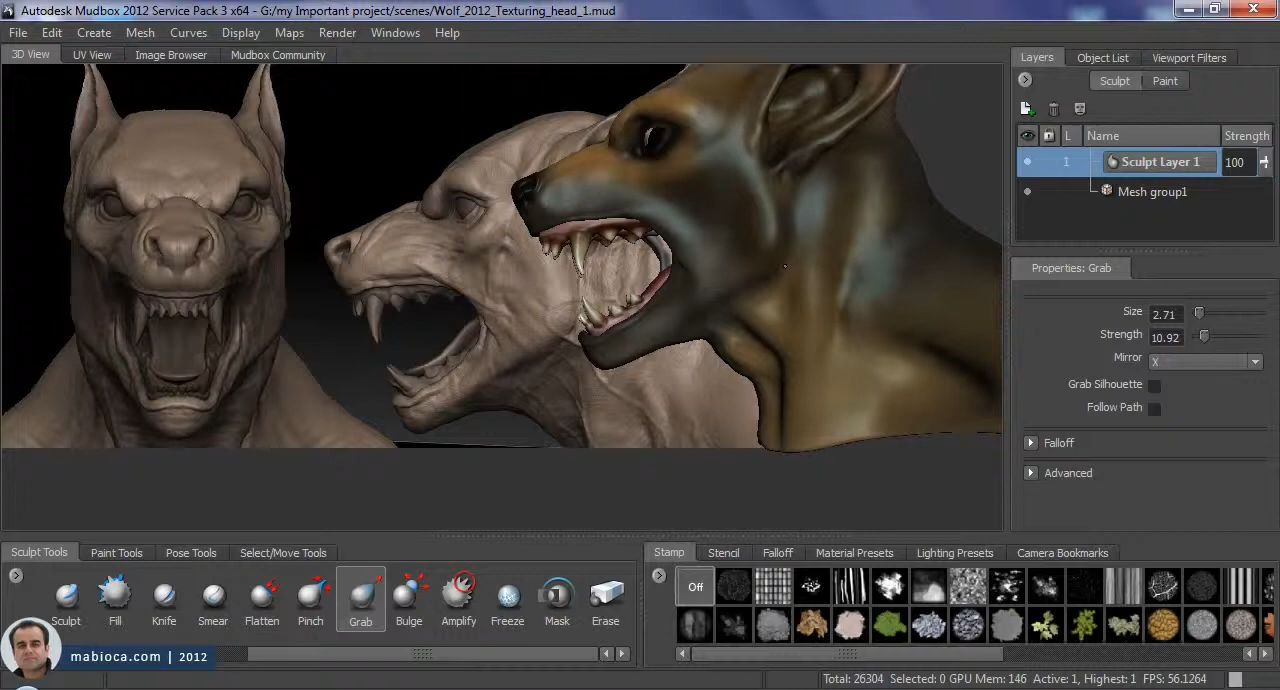 Autodesk Mudbox 2012 Service Pack 3 x64 - G:/my Important project/scenes/Wolf_2012_Texturing_head_1.mud
File Edit Create Mesh Curves Display Maps Render Windows Help
3D View UV View Image Browser Mudbox Community
Layers Object List Viewport Filters
Sculpt Paint
L Name Strength
1 Sculpt Layer 1 100
Mesh group1
Properties: Grab
Size 2.71
Strength 10.92
Mirror X
Grab Silhouette
Follow Path
Falloff
Advanced
Sculpt Tools Paint Tools Pose Tools Select/Move Tools
Sculpt Fill Knife Smear Flatten Pinch Grab Bulge Amplify Freeze Mask Erase
Stamp Stencil Falloff Material Presets Lighting Presets Camera Bookmarks
Off
mabioca.com | 2012
Total: 26304 Selected: 0 GPU Mem: 146 Active: 1, Highest: 1 FPS: 56.1264